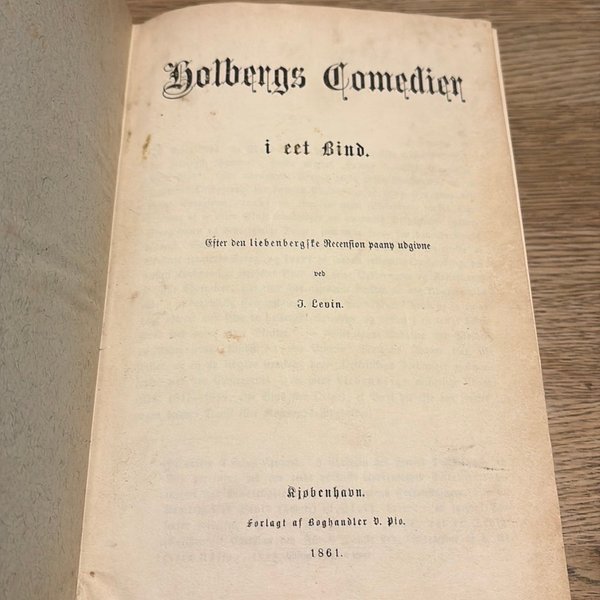 Holbergs Comedier
i eet Bind.
Efter den liebenbergske Recension paany udgivne
ved
J. Levin.
Kjøbenhavn.
Forlagt af Boghandler V. Pio.
1861.